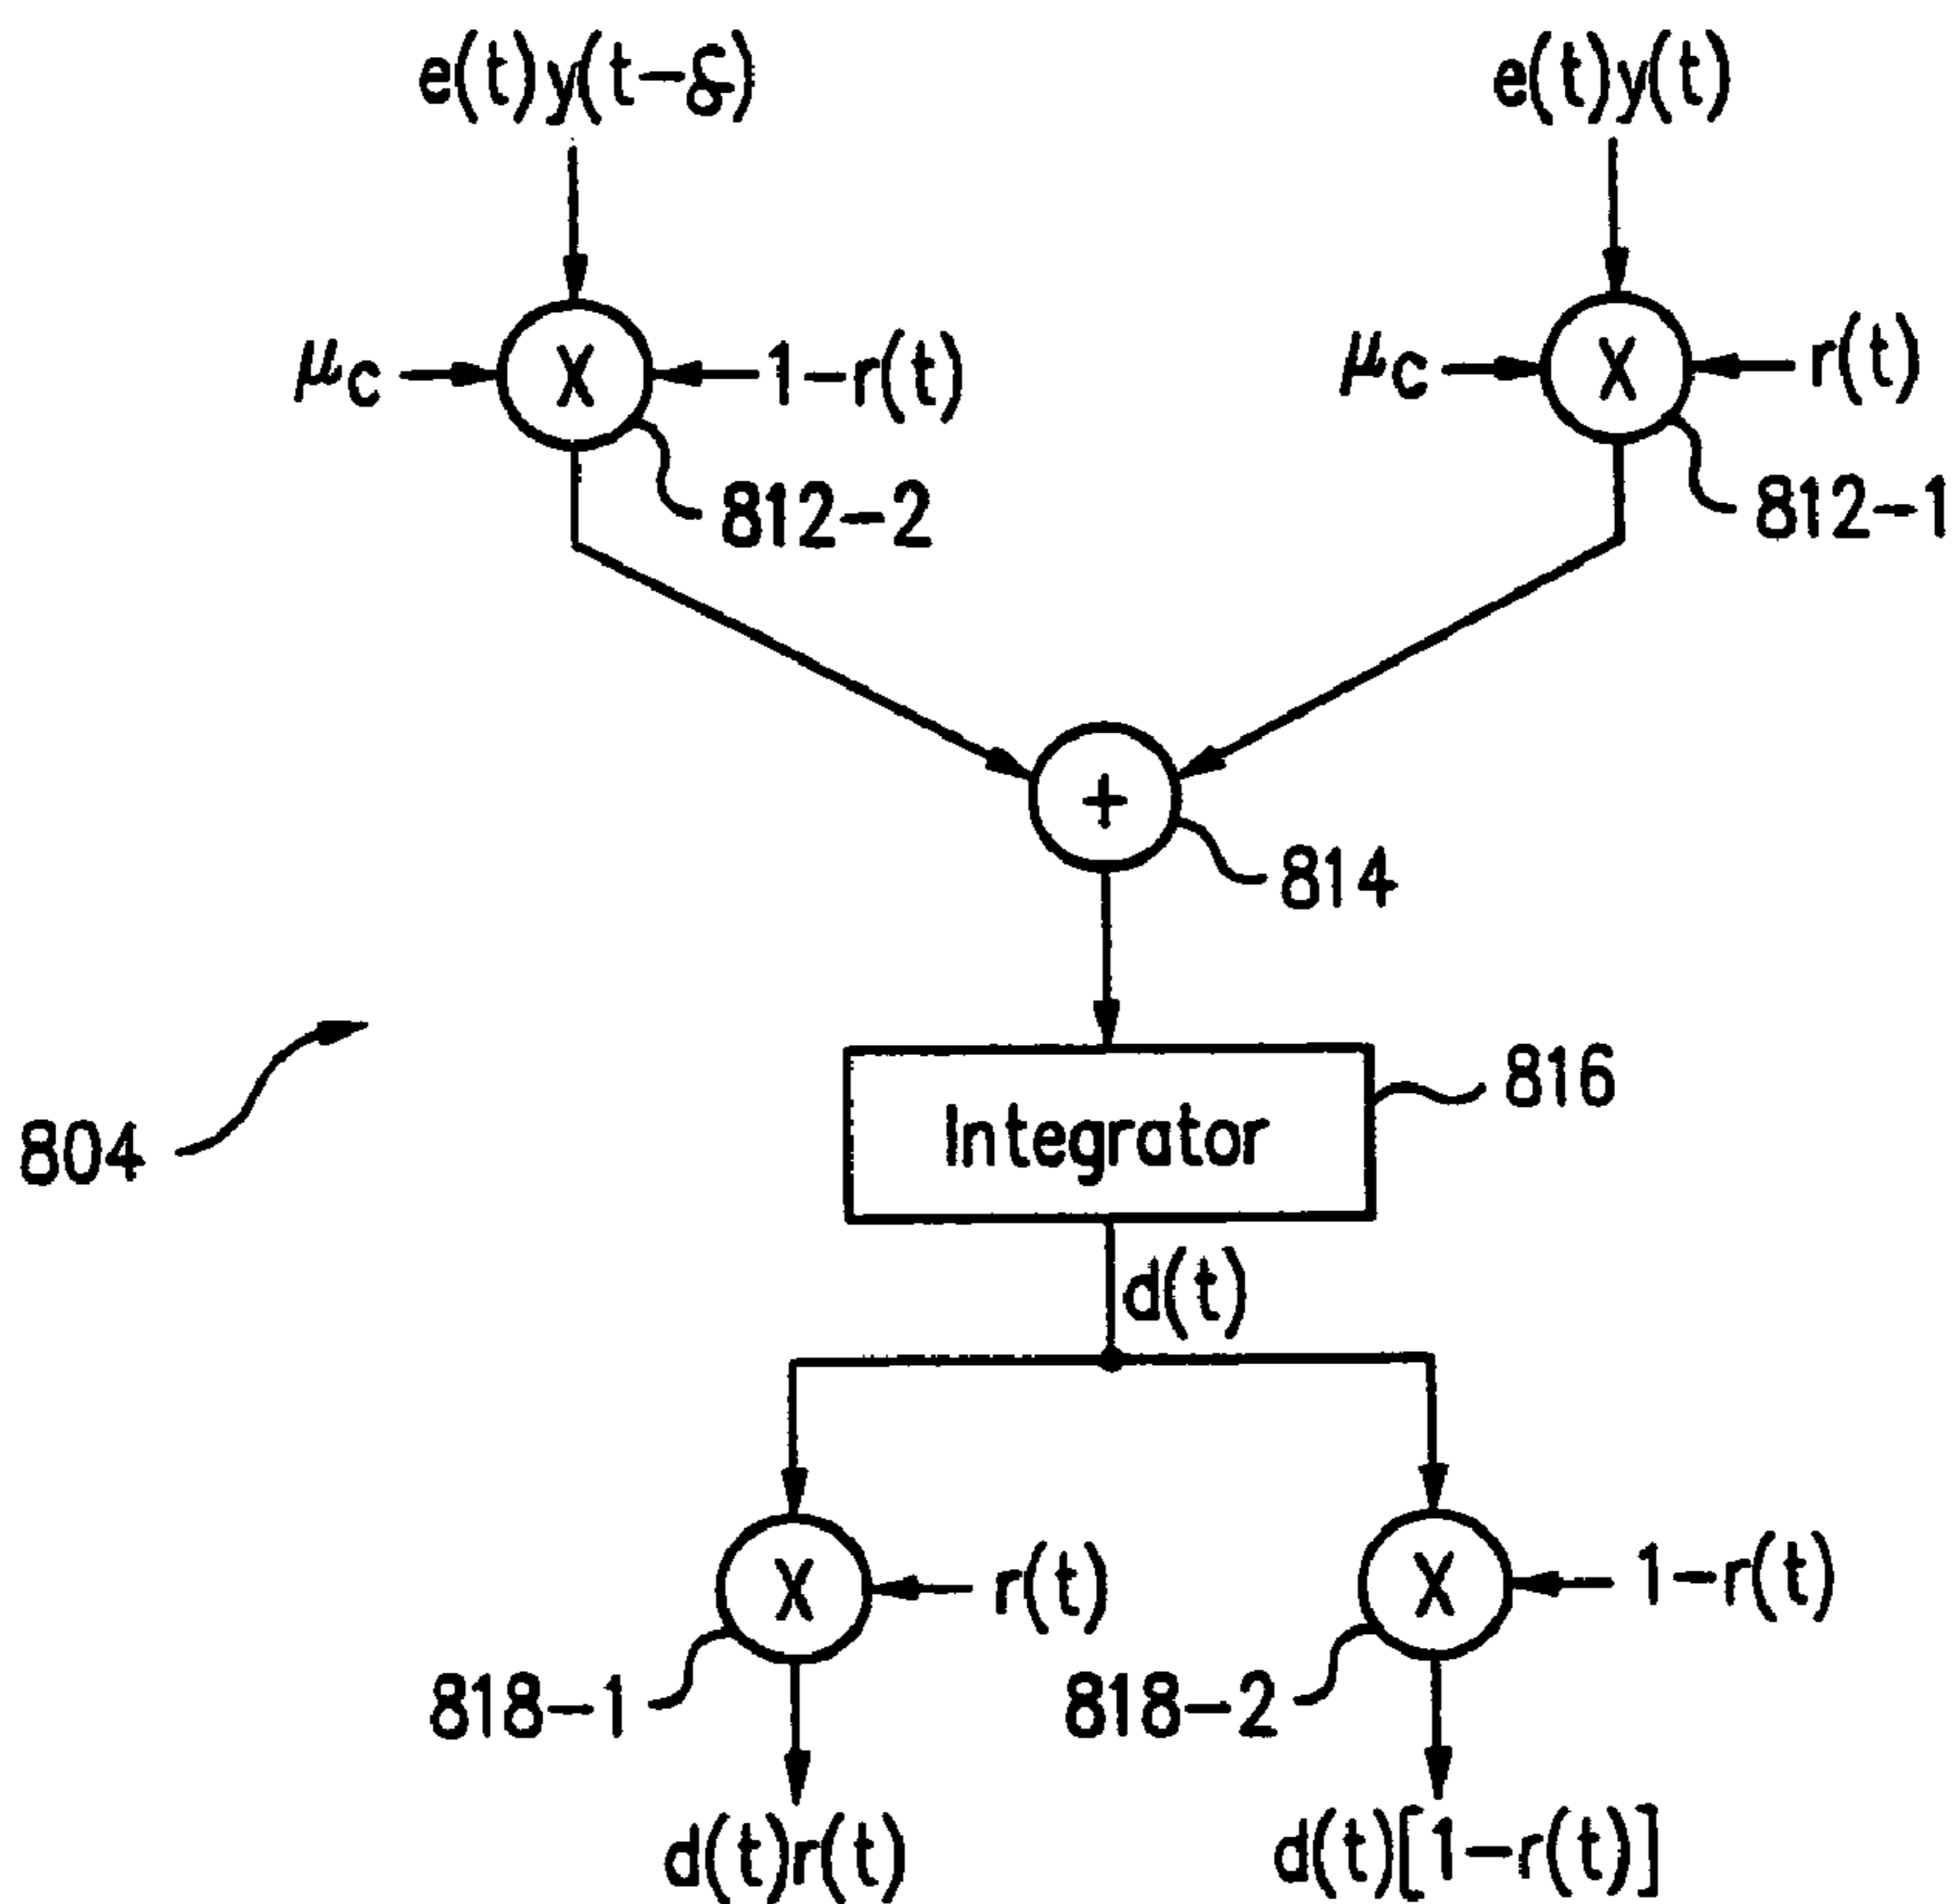 e(t)y(t-δ)
e(t)y(t)
μc
X
1-r(t)
μc
X
r(t)
812-2
812-1
+
814
804
Integrator
816
d(t)
X
r(t)
X
1-r(t)
818-1
818-2
d(t)r(t)
d(t)[1-r(t)]